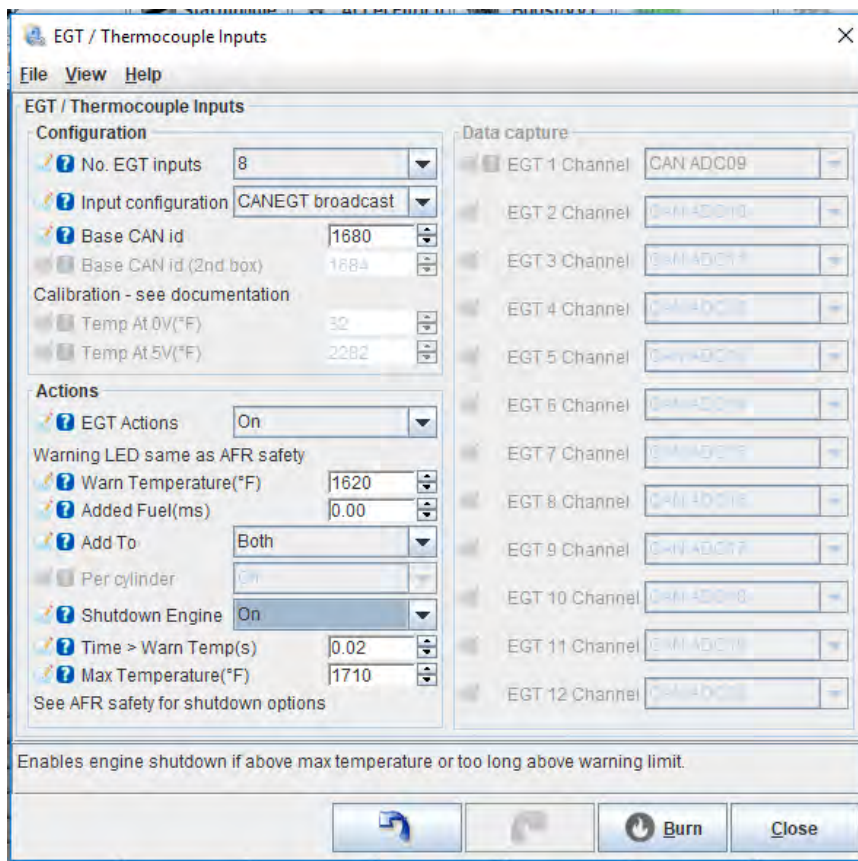 EGT / Thermocouple Inputs
File View Help
EGT / Thermocouple Inputs
Configuration
No. EGT inputs 8
Input configuration CANEGT broadcast
Base CAN id 1680
Base CAN id (2nd box) 1684
Calibration - see documentation
Temp At 0V(°F) 32
Temp At 5V(°F) 2282
Actions
EGT Actions On
Warning LED same as AFR safety
Warn Temperature(°F) 1620
Added Fuel(ms) 0.00
Add To Both
Per cylinder
Shutdown Engine On
Time > Warn Temp(s) 0.02
Max Temperature(°F) 1710
See AFR safety for shutdown options
Data capture
EGT 1 Channel CAN ADC09
EGT 2 Channel
EGT 3 Channel
EGT 4 Channel
EGT 5 Channel
EGT 6 Channel
EGT 7 Channel
EGT 8 Channel
EGT 9 Channel
EGT 10 Channel
EGT 11 Channel
EGT 12 Channel
Enables engine shutdown if above max temperature or too long above warning limit.
Burn Close